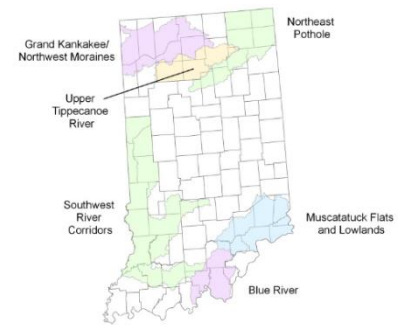 Northeast
Pothole
Grand Kankakee/
Northwest Moraines
Upper
Tippecanoe
River
Southwest
River
Corridors
Muscatatuck Flats
and Lowlands
Blue River